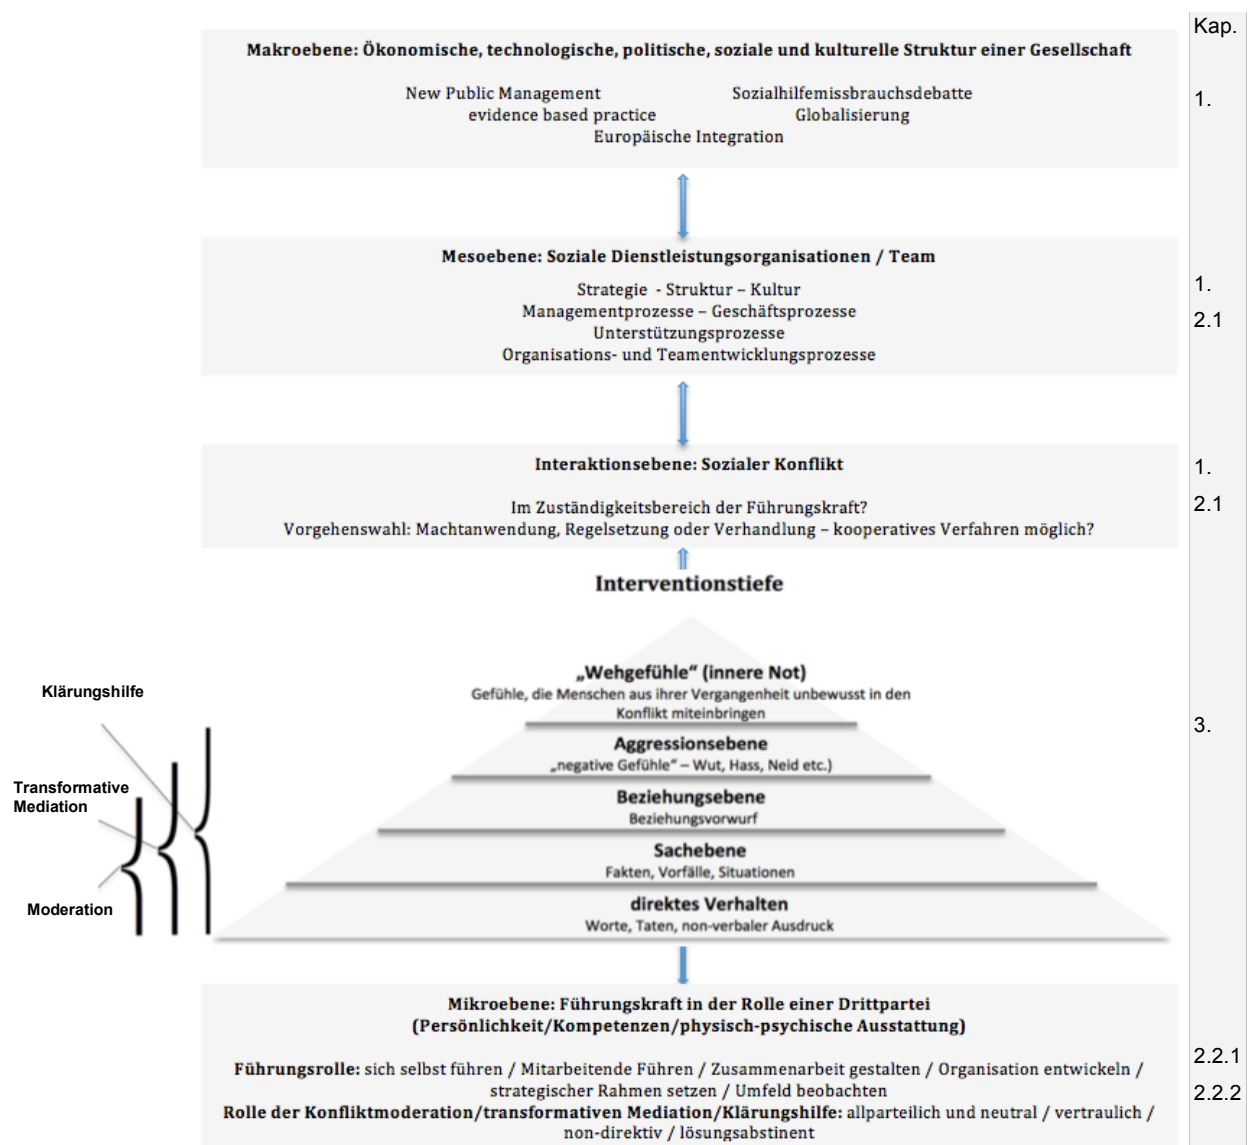 Kap.
Makroebene: Ökonomische, technologische, politische, soziale und kulturelle Struktur einer Gesellschaft
New Public Management Sozialhilfemissbrauchsdebatte
1.
evidence based practice Globalisierung
Europäische Integration
Mesoebene: Soziale Dienstleistungsorganisationen / Team
Strategie - Struktur – Kultur
1.
Managementprozesse – Geschäftsprozesse
2.1
Unterstützungsprozesse
Organisations- und Teamentwicklungsprozesse
Interaktionsebene: Sozialer Konflikt
1.
Im Zuständigkeitsbereich der Führungskraft?
2.1
Vorgehenswahl: Machtanwendung, Regelsetzung oder Verhandlung – kooperatives Verfahren möglich?
Interventionstiefe
„Wehgefühle“ (innere Not)
Gefühle, die Menschen aus ihrer Vergangenheit unbewusst in den
Konflikt miteinbringen
3.
Aggressionsebene
„negative Gefühle“ – Wut, Hass, Neid etc.)
Beziehungsebene
Beziehungsvorwurf
Sachebene
Fakten, Vorfälle, Situationen
direktes Verhalten
Worte, Taten, non-verbaler Ausdruck
Klärungshilfe
Transformative
Mediation
Moderation
Mikroebene: Führungskraft in der Rolle einer Drittpartei
(Persönlichkeit/Kompetenzen/physisch-psychische Ausstattung)
2.2.1
Führungsrolle: sich selbst führen / Mitarbeitende Führen / Zusammenarbeit gestalten / Organisation entwickeln /
strategischer Rahmen setzen / Umfeld beobachten
2.2.2
Rolle der Konfliktmoderation/transformativen Mediation/Klärungshilfe: allparteilich und neutral / vertraulich /
non-direktiv / lösungsabstinent